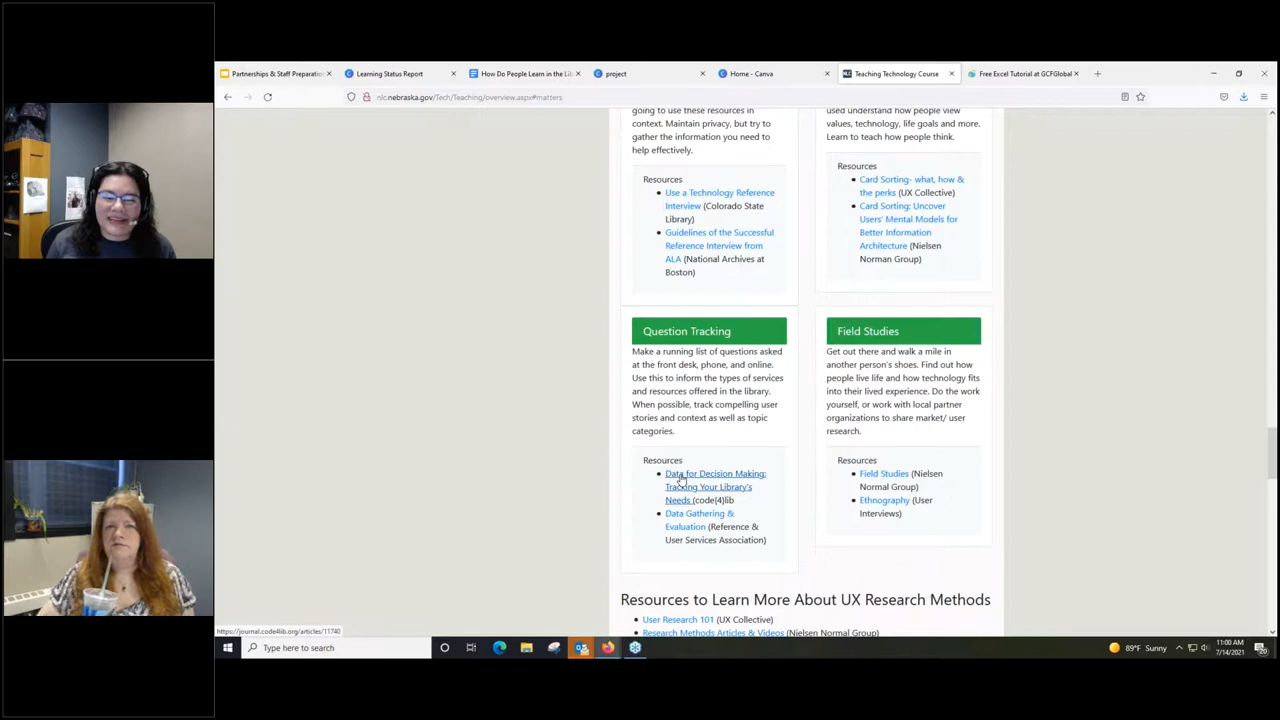 Partnerships & Staff Preparatio
Learning Status Report
How Do People Learn in the Lib
project
Home - Canva
Teaching Technology Course
Free Excel Tutorial at GCFGlobal
nlc.nebraska.gov/Tech/Teaching/overview.aspx#matters
going to use these resources in
context. Maintain privacy, but try to
gather the information you need to
help effectively.
Resources
Use a Technology Reference
Interview (Colorado State
Library)
Guidelines of the Successful
Reference Interview from
ALA (National Archives at
Boston)
used understand how people view
values, technology, life goals and more.
Learn to teach how people think.
Resources
Card Sorting- what, how &
the perks (UX Collective)
Card Sorting: Uncover
Users' Mental Models for
Better Information
Architecture (Nielsen
Norman Group)
Question Tracking
Make a running list of questions asked
at the front desk, phone, and online.
Use this to inform the types of services
and resources offered in the library.
When possible, track compelling user
stories and context as well as topic
categories.
Resources
Data for Decision Making:
Tracking Your Library's
Needs (code{4}lib
Data Gathering &
Evaluation (Reference &
User Services Association)
Field Studies
Get out there and walk a mile in
another person's shoes. Find out how
people live life and how technology fits
into their lived experience. Do the work
yourself, or work with local partner
organizations to share market/ user
research.
Resources
Field Studies (Nielsen
Normal Group)
Ethnography (User
Interviews)
Resources to Learn More About UX Research Methods
User Research 101 (UX Collective)
Research Methods Articles & Videos (Nielsen Normal Group)
https://journal.code4lib.org/articles/11740
Type here to search
89°F Sunny
11:00 AM
7/14/2021
20